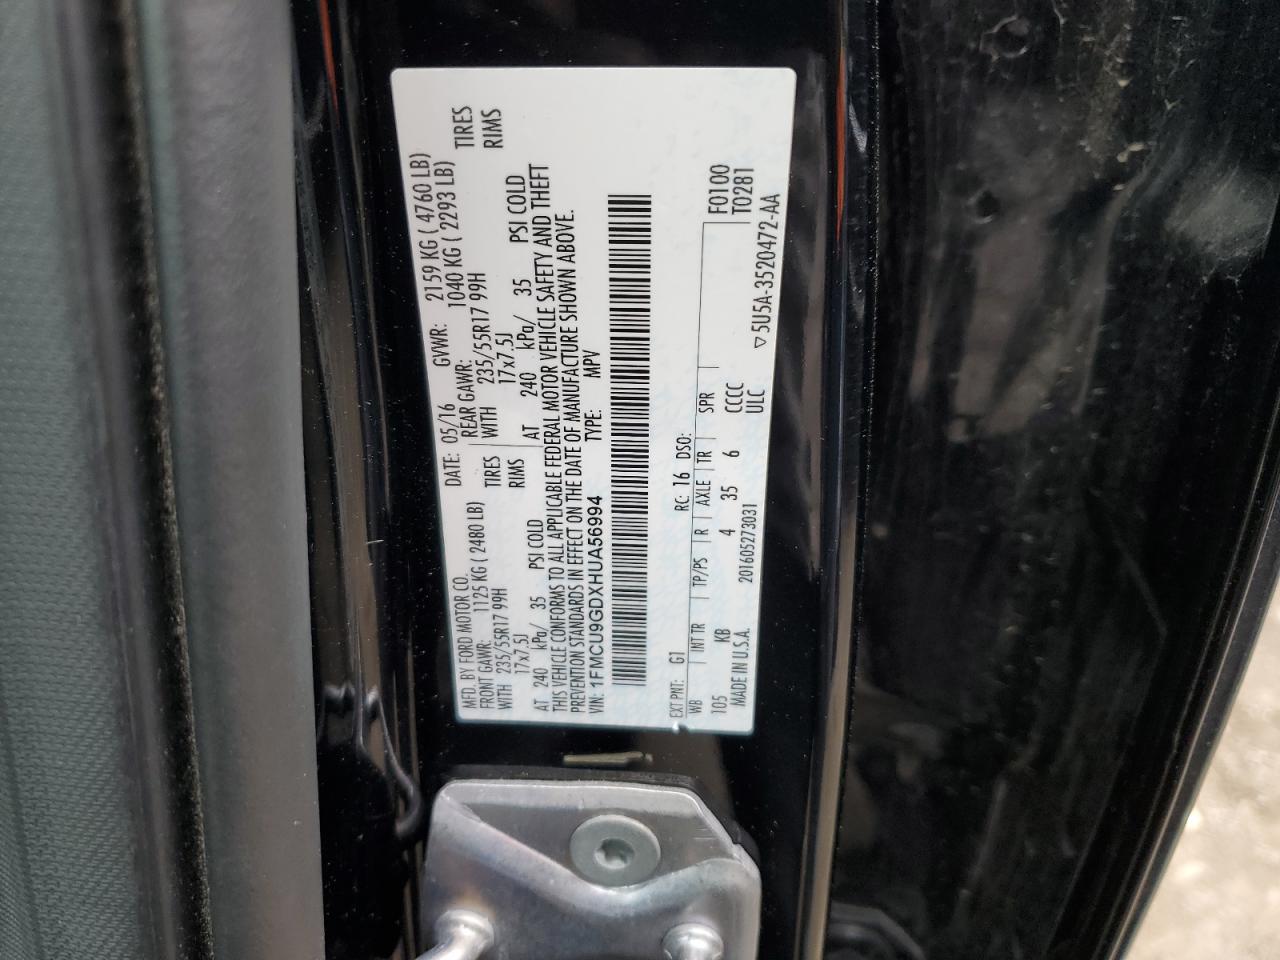 MFD. BY FORD MOTOR CO. DATE: 05/16 GVWR: 2159 KG ( 4760 LB)
FRONT GAWR: 1125 KG ( 2480 LB) REAR GAWR: 1040 KG ( 2293 LB)
WITH 235/55R17 99H TIRES WITH 235/55R17 99H TIRES
17x7.5J RIMS 17x7.5J RIMS
AT 240 kPa/ 35 PSI COLD AT 240 kPa/ 35 PSI COLD
THIS VEHICLE CONFORMS TO ALL APPLICABLE FEDERAL MOTOR VEHICLE SAFETY AND THEFT
PREVENTION STANDARDS IN EFFECT ON THE DATE OF MANUFACTURE SHOWN ABOVE.
VIN: 1FMCU9GDXHUA56994 TYPE: MPV
EXT PNT: G1 RC: 16 DSO:
WB INT TR TP/PS R AXLE TR SPR F0100
105 KB 4 35 6 CCCC T0281
MADE IN U.S.A. 201605273031 ULC ▽5U5A-3520472-AA